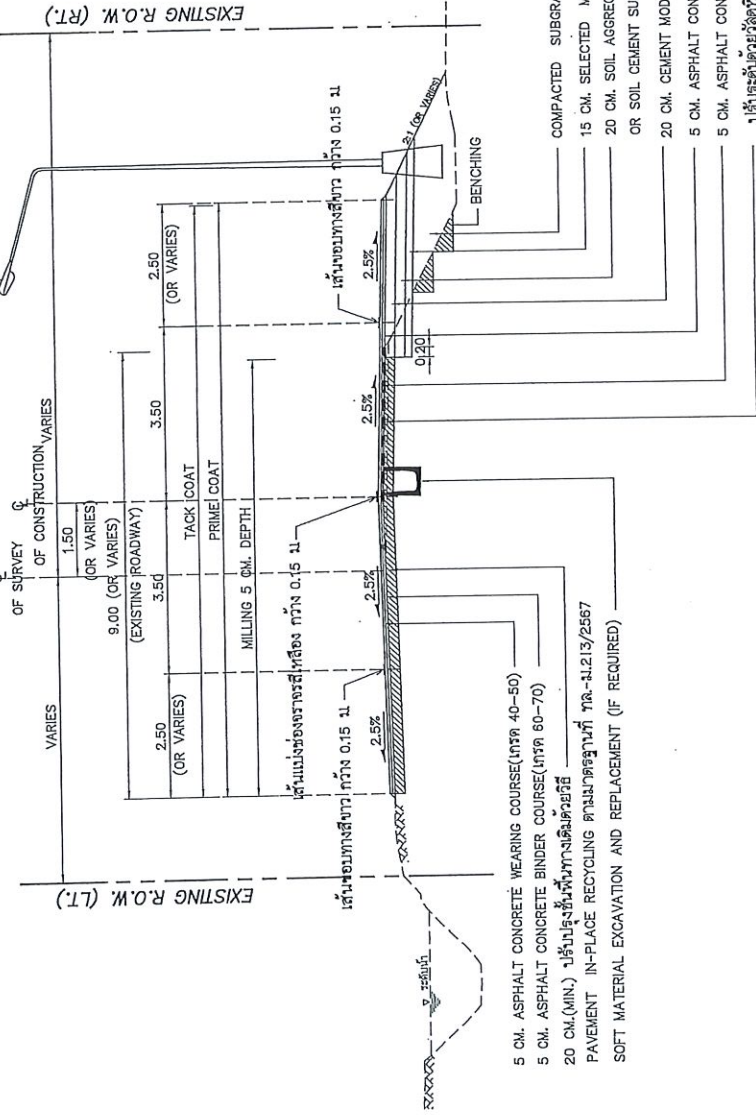 EXISTING R.O.W. (LT.)
EXISTING R.O.W. (RT.)
OF SURVEY
OF CONSTRUCTION
VARIES
VARIES
1.50
(OR VARIES)
9.00 (OR VARIES)
(EXISTING ROADWAY)
2.50
(OR VARIES)
3.50
3.50
2.50
(OR VARIES)
TACK COAT
PRIME COAT
MILLING 5 CM. DEPTH
เส้นแบ่งช่องจราจรสีเหลือง กว้าง 0.15 ม
เส้นขอบทางสีขาว กว้าง 0.15 ม
เส้นขอบทางสีขาว กว้าง 0.15 ม
2.5%
2.5%
2.5%
2.5%
2:1 (OR VARIES)
0.20
BENCHING
ระดับน้ำ
5 CM. ASPHALT CONCRETE WEARING COURSE(เกรด 40-50)
5 CM. ASPHALT CONCRETE BINDER COURSE(เกรด 60-70)
20 CM.(MIN.) ปรับปรุงชั้นพื้นทางเดิมด้วยวิธี
PAVEMENT IN-PLACE RECYCLING ตามมาตรฐานที่ ทล.-ม.213/2567
SOFT MATERIAL EXCAVATION AND REPLACEMENT (IF REQUIRED)
COMPACTED SUBGRA
15 CM. SELECTED M
20 CM. SOIL AGGREG
OR SOIL CEMENT SU
20 CM. CEMENT MOD
5 CM. ASPHALT CON
5 CM. ASPHALT CON